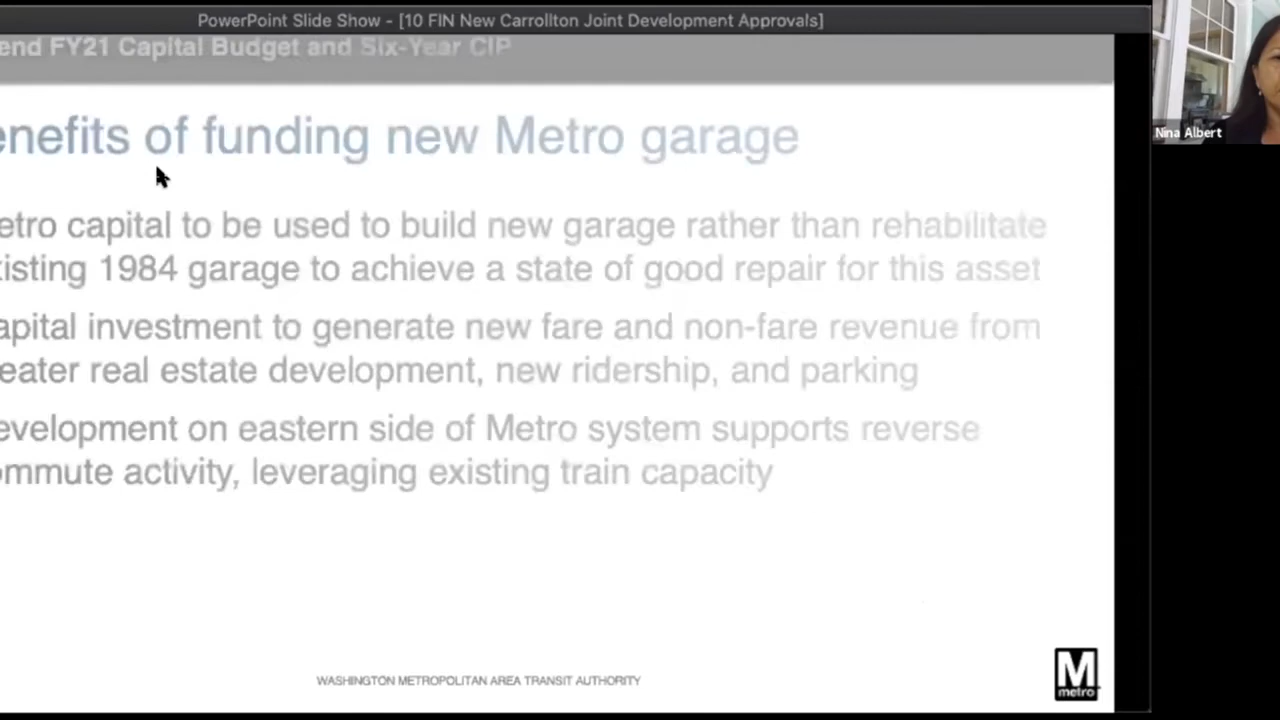 PowerPoint Slide Show - [10 FIN New Carrollton Joint Development Approvals]
end FY21 Capital Budget and Six-Year CIP
enefits of funding new Metro garage
etro capital to be used to build new garage rather than rehabilitate
xisting 1984 garage to achieve a state of good repair for this asset
apital investment to generate new fare and non-fare revenue from
eater real estate development, new ridership, and parking
evelopment on eastern side of Metro system supports reverse
ommute activity, leveraging existing train capacity
WASHINGTON METROPOLITAN AREA TRANSIT AUTHORITY
M
metro
Nina Albert